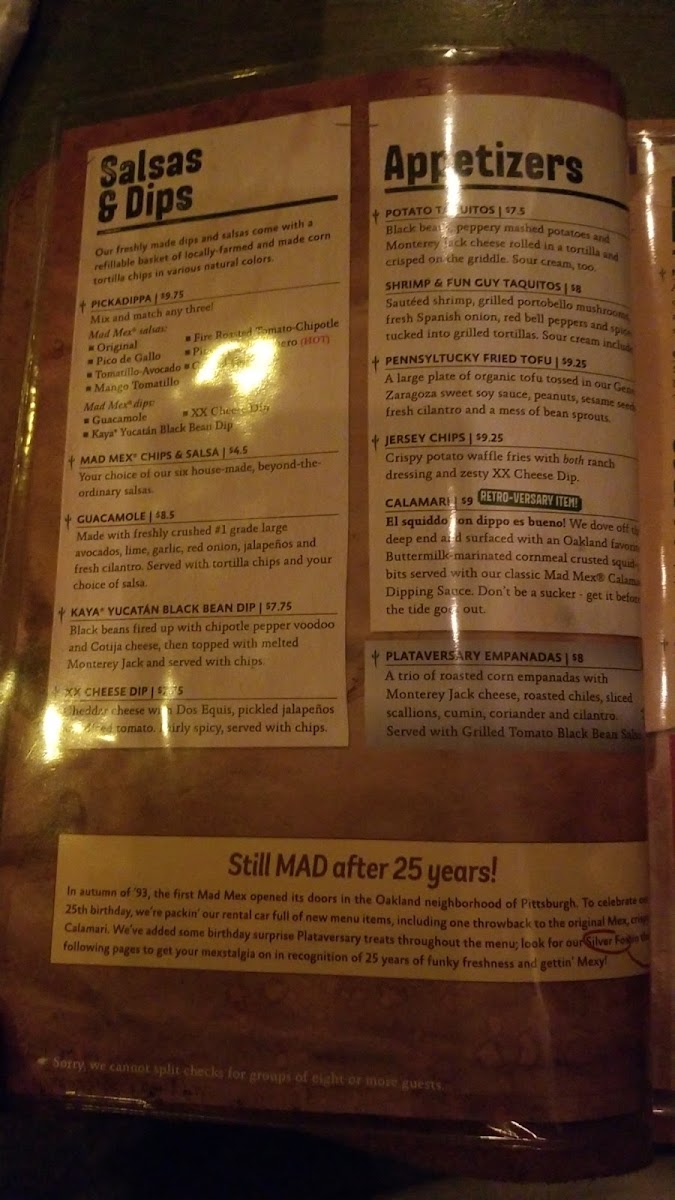 Salsas
& Dips
Our freshly made dips and salsas come with a
refillable basket of locally-farmed and made corn
tortilla chips in various natural colors.
PICKADIPPA | $9.75
Mix and match any three!
Mad Mex® salsas:
▪ Original
▪ Pico de Gallo
▪ Tomatillo-Avocado
▪ Mango Tomatillo
▪ Fire Roasted Tomato-Chipotle
(HOT)
Mad Mex® dips:
▪ Guacamole
▪ XX Cheese Dip
▪ Kaya® Yucatán Black Bean Dip
MAD MEX® CHIPS & SALSA | $4.5
Your choice of our six house-made, beyond-the-
ordinary salsas.
GUACAMOLE | $8.5
Made with freshly crushed #1 grade large
avocados, lime, garlic, red onion, jalapeños and
fresh cilantro. Served with tortilla chips and your
choice of salsa.
KAYA® YUCATÁN BLACK BEAN DIP | $7.75
Black beans fired up with chipotle pepper voodoo
and Cotija cheese, then topped with melted
Monterey Jack and served with chips.
XX CHEESE DIP |
cheese with Dos Equis, pickled jalapeños
tomato. served with chips.
Appetizers
POTATO TAQUITOS | $7.5
Black beans, peppery mashed potatoes and
Monterey Jack cheese rolled in a tortilla and
crisped on the griddle. Sour cream, too.
SHRIMP & FUN GUY TAQUITOS | $8
Sautéed shrimp, grilled portobello mushrooms,
fresh Spanish onion, red bell peppers and
tucked into grilled tortillas. Sour cream
PENNSYLTUCKY FRIED TOFU | $9.25
A large plate of organic tofu tossed in our
Zaragoza sweet soy sauce, peanuts, sesame seeds
fresh cilantro and a mess of bean sprouts.
JERSEY CHIPS | $9.25
Crispy potato waffle fries with both ranch
dressing and zesty XX Cheese Dip.
CALAMARI | $9 RETRO-VERSARY ITEM!
El squiddo on dippo es bueno! We dove off
deep end and surfaced with an Oakland
Buttermilk-marinated cornmeal crusted
bits served with our classic Mad Mex®
Dipping Sauce. Don't be a sucker - get it before
the tide goes out.
PLATAVERSARY EMPANADAS | $8
A trio of roasted corn empanadas with
Monterey Jack cheese, roasted chiles, sliced
scallions, cumin, coriander and cilantro.
Served with Grilled Tomato Black Bean
Still MAD after 25 years!
In autumn of '93, the first Mad Mex opened its doors in the Oakland neighborhood of Pittsburgh. To celebrate
25th birthday, we're packin' our rental car full of new menu items, including one throwback to the original Mex,
Calamari. We've added some birthday surprise Plataversary treats throughout the menu; look for our Silver
following pages to get your mexstalgia on in recognition of 25 years of funky freshness and gettin' Mexy!
Sorry, we cannot split checks for groups of eight or more guests.